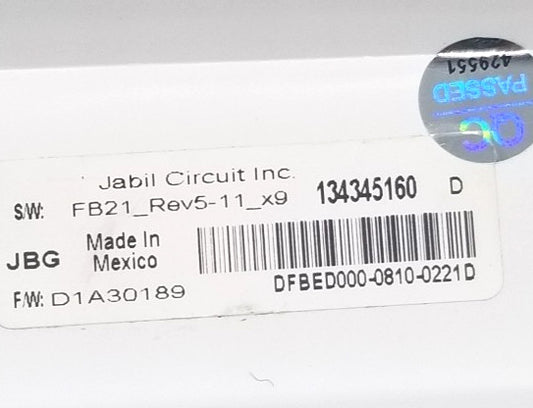 429551
QC PASSED
Jabil Circuit Inc.
S/W: FB21_Rev5-11_x9 134345160 D
JBG Made In
Mexico
DFBED000-0810-0221D
F/W: D1A30189